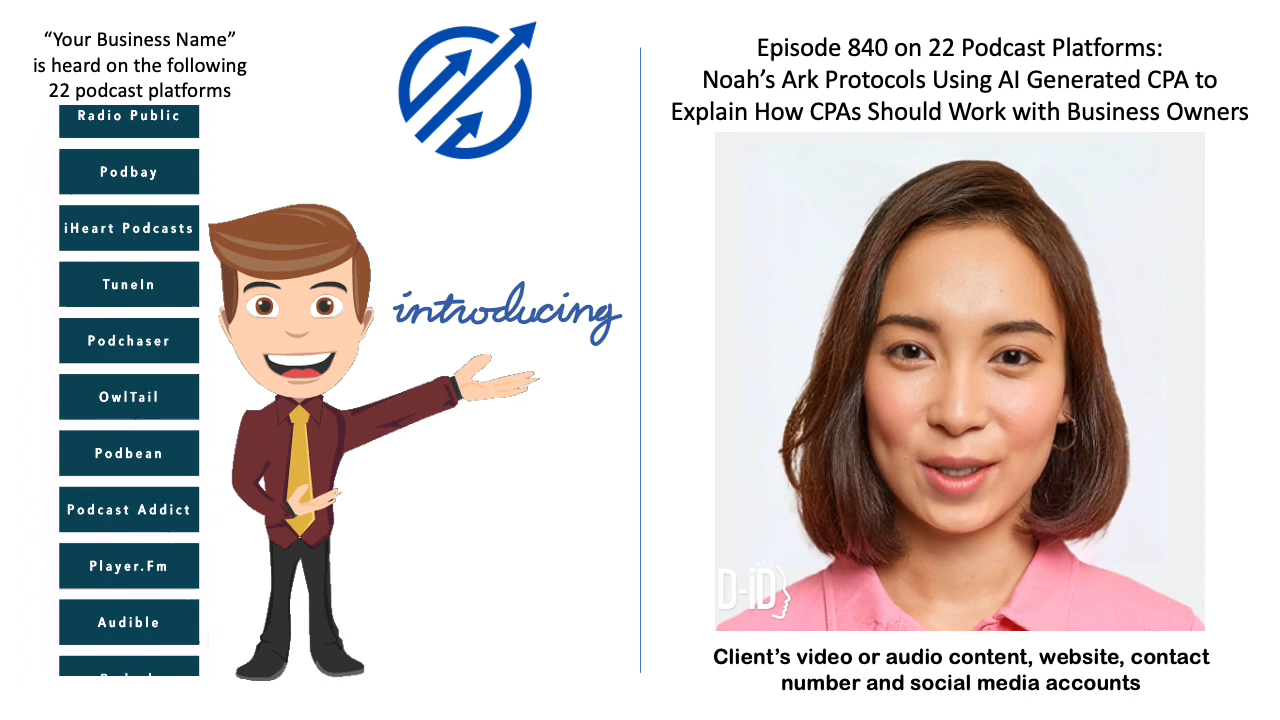 “Your Business Name”
is heard on the following
22 podcast platforms
Radio Public
Podbay
iHeart Podcasts
TuneIn
Podchaser
OwlTail
Podbean
Podcast Addict
Player.Fm
Audible
introducing
Episode 840 on 22 Podcast Platforms:
Noah’s Ark Protocols Using AI Generated CPA to
Explain How CPAs Should Work with Business Owners
D-iD
Client’s video or audio content, website, contact
number and social media accounts